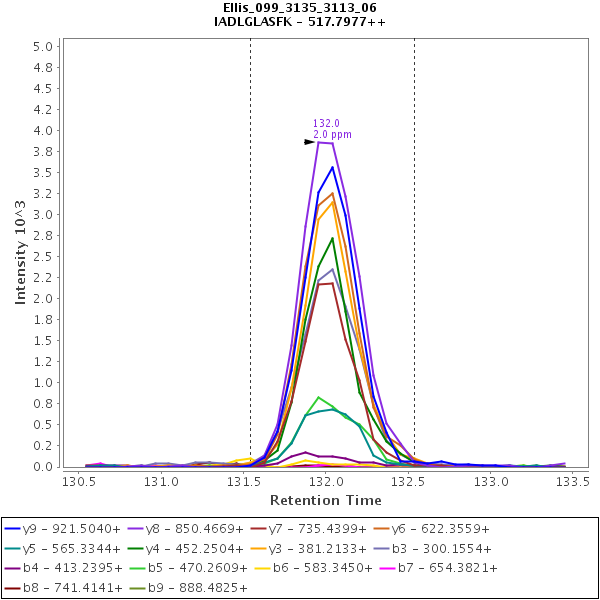 Ellis_099_3135_3113_06
IADLGLASFK - 517.7977++
5.0
4.8
4.5
4.2
4.0
3.8
3.5
3.2
3.0
2.8
2.5
2.2
2.0
1.8
1.5
1.2
1.0
0.8
0.5
0.2
0.0
Intensity 10^3
132.0
2.0 ppm
130.5 131.0 131.5 132.0 132.5 133.0 133.5
Retention Time
y9 - 921.5040+ y8 - 850.4669+ y7 - 735.4399+ y6 - 622.3559+
y5 - 565.3344+ y4 - 452.2504+ y3 - 381.2133+ b3 - 300.1554+
b4 - 413.2395+ b5 - 470.2609+ b6 - 583.3450+ b7 - 654.3821+
b8 - 741.4141+ b9 - 888.4825+